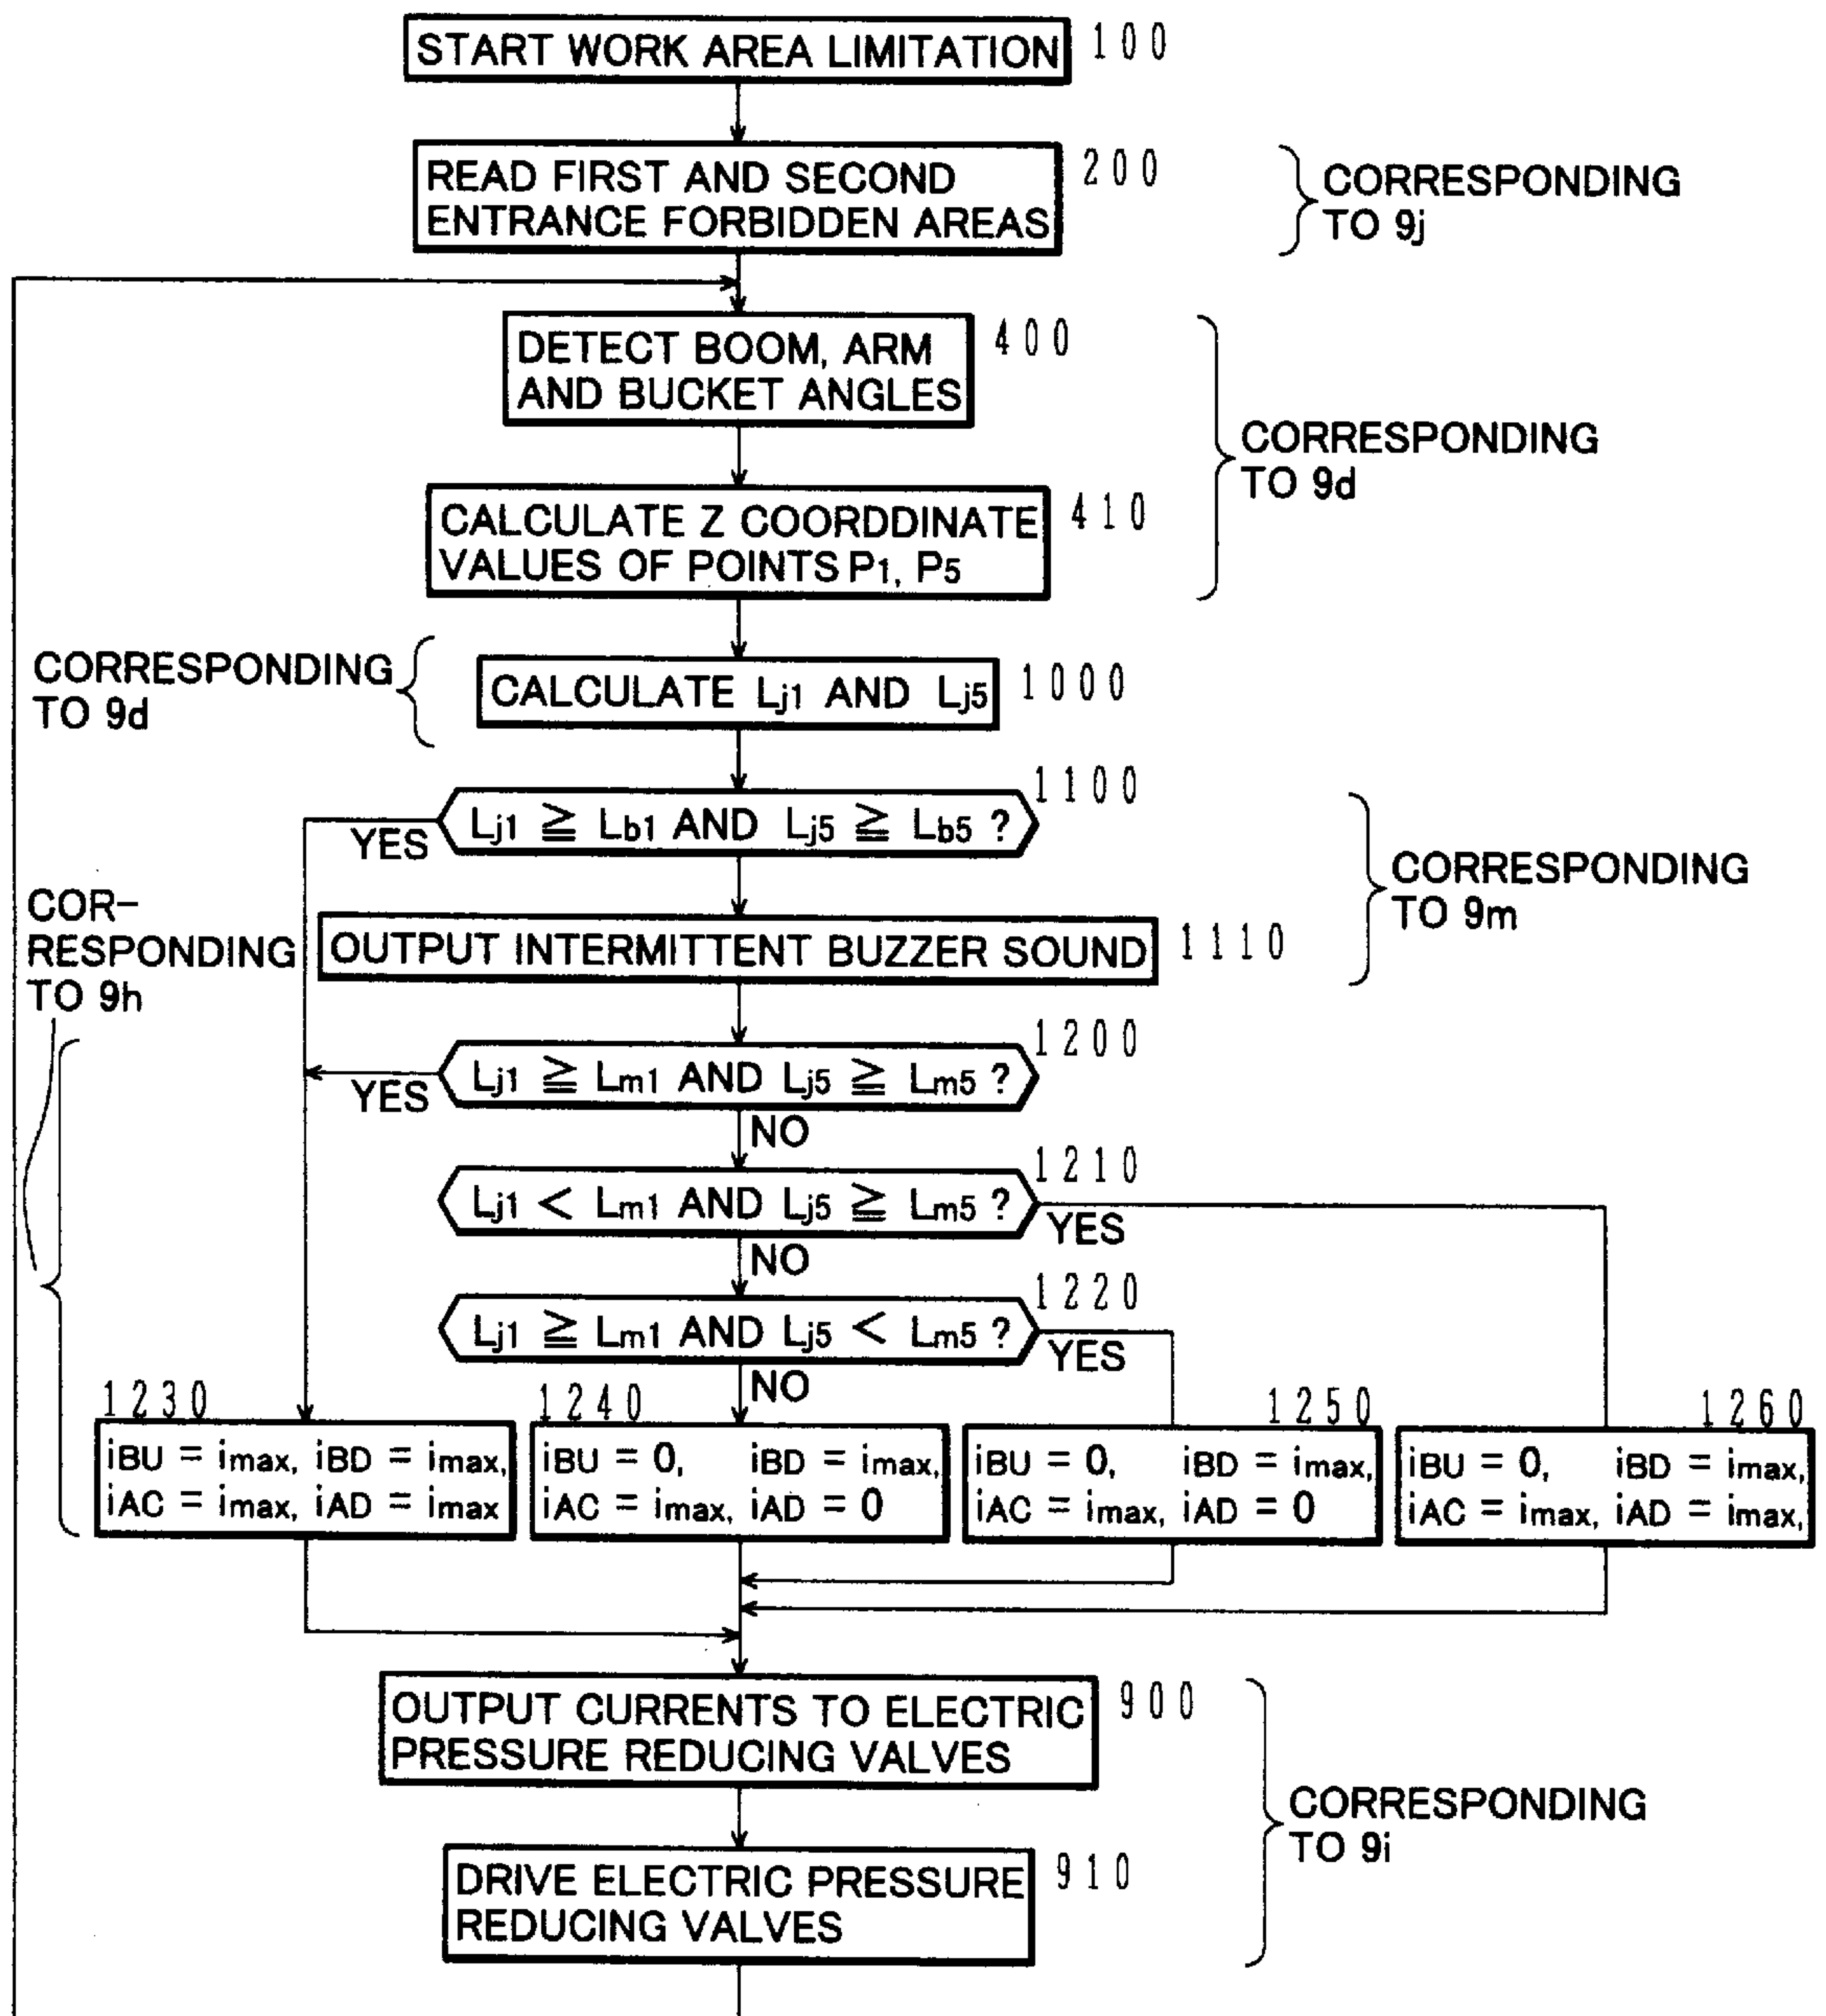 START WORK AREA LIMITATION 100
READ FIRST AND SECOND 200
ENTRANCE FORBIDDEN AREAS
CORRESPONDING
TO 9j
DETECT BOOM, ARM 400
AND BUCKET ANGLES
CORRESPONDING
TO 9d
CALCULATE Z COORDDINATE 410
VALUES OF POINTS P1, P5
CORRESPONDING
TO 9d
CALCULATE Lj1 AND Lj5 1000
1100
Lj1 ≧ Lb1 AND Lj5 ≧ Lb5 ?
YES
CORRESPONDING
TO 9m
COR-
RESPONDING
TO 9h
OUTPUT INTERMITTENT BUZZER SOUND 1110
1200
Lj1 ≧ Lm1 AND Lj5 ≧ Lm5 ?
YES
NO
1210
Lj1 < Lm1 AND Lj5 ≧ Lm5 ?
YES
NO
1220
Lj1 ≧ Lm1 AND Lj5 < Lm5 ?
YES
NO
1230
iBU = imax, iBD = imax,
iAC = imax, iAD = imax
1240
iBU = 0, iBD = imax,
iAC = imax, iAD = 0
1250
iBU = 0, iBD = imax,
iAC = imax, iAD = 0
1260
iBU = 0, iBD = imax,
iAC = imax, iAD = imax,
OUTPUT CURRENTS TO ELECTRIC 900
PRESSURE REDUCING VALVES
CORRESPONDING
TO 9i
DRIVE ELECTRIC PRESSURE 910
REDUCING VALVES